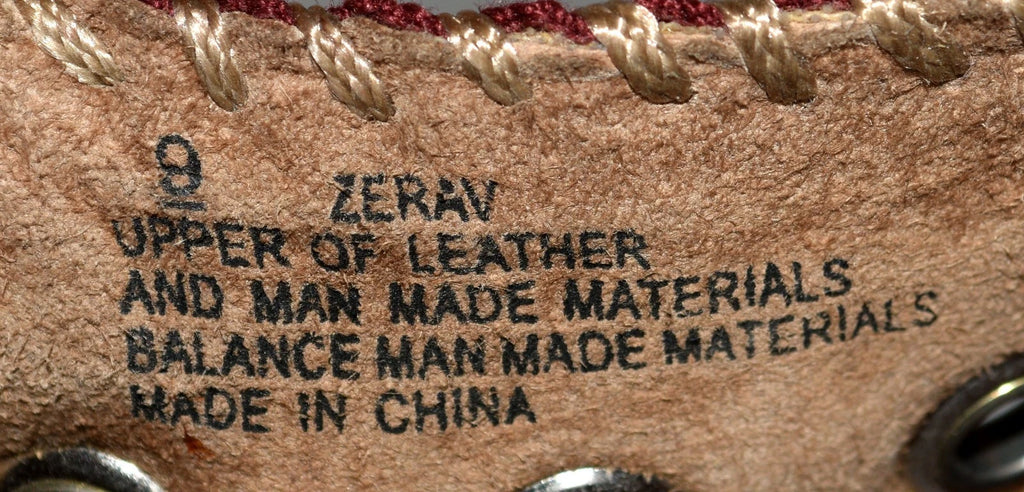 9 ZERAV
UPPER OF LEATHER
AND MAN MADE MATERIALS
BALANCE MAN MADE MATERIALS
MADE IN CHINA